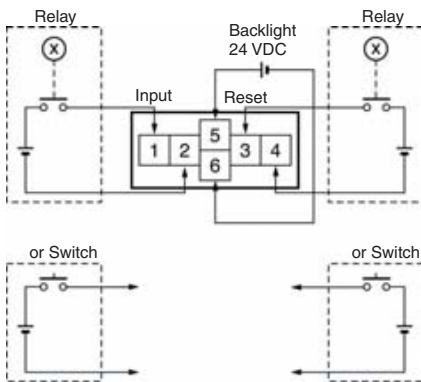 Relay
Backlight
24 VDC
Relay
X
X
Input
Reset
5
1 2 3 4
6
or Switch
or Switch